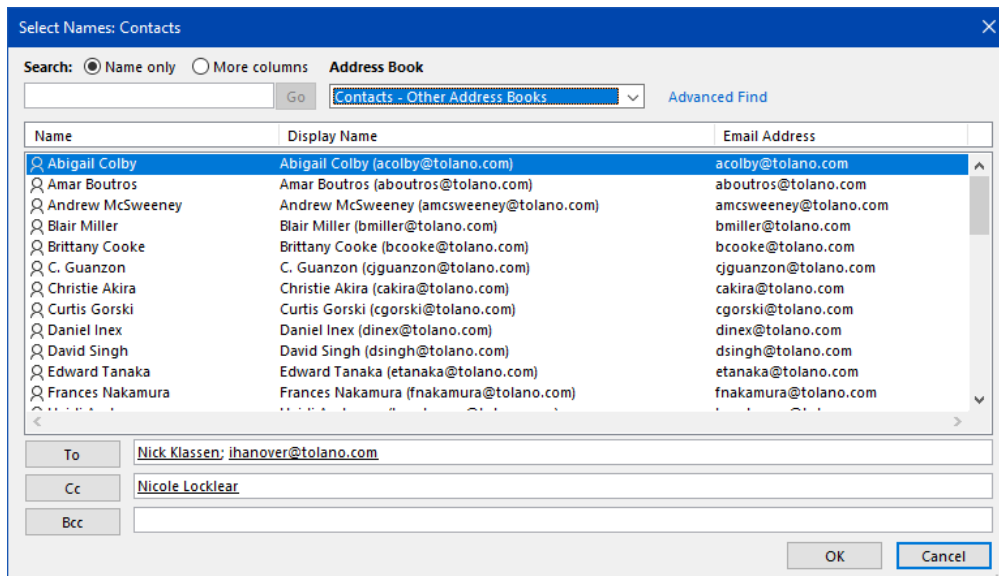 Select Names: Contacts
Search: Name only More columns Address Book
Go Contacts - Other Address Books Advanced Find
Name Display Name Email Address
Abigail Colby Abigail Colby (acolby@tolano.com) acolby@tolano.com
Amar Boutros Amar Boutros (aboutros@tolano.com) aboutros@tolano.com
Andrew McSweeney Andrew McSweeney (amcsweeney@tolano.com) amcsweeney@tolano.com
Blair Miller Blair Miller (bmiller@tolano.com) bmiller@tolano.com
Brittany Cooke Brittany Cooke (bcooke@tolano.com) bcooke@tolano.com
C. Guanzon C. Guanzon (cjguanzon@tolano.com) cjguanzon@tolano.com
Christie Akira Christie Akira (cakira@tolano.com) cakira@tolano.com
Curtis Gorski Curtis Gorski (cgorski@tolano.com) cgorski@tolano.com
Daniel Inex Daniel Inex (dinex@tolano.com) dinex@tolano.com
David Singh David Singh (dsingh@tolano.com) dsingh@tolano.com
Edward Tanaka Edward Tanaka (etanaka@tolano.com) etanaka@tolano.com
Frances Nakamura Frances Nakamura (fnakamura@tolano.com) fnakamura@tolano.com
To Nick Klassen; ihanover@tolano.com
Cc Nicole Locklear
Bcc
OK Cancel